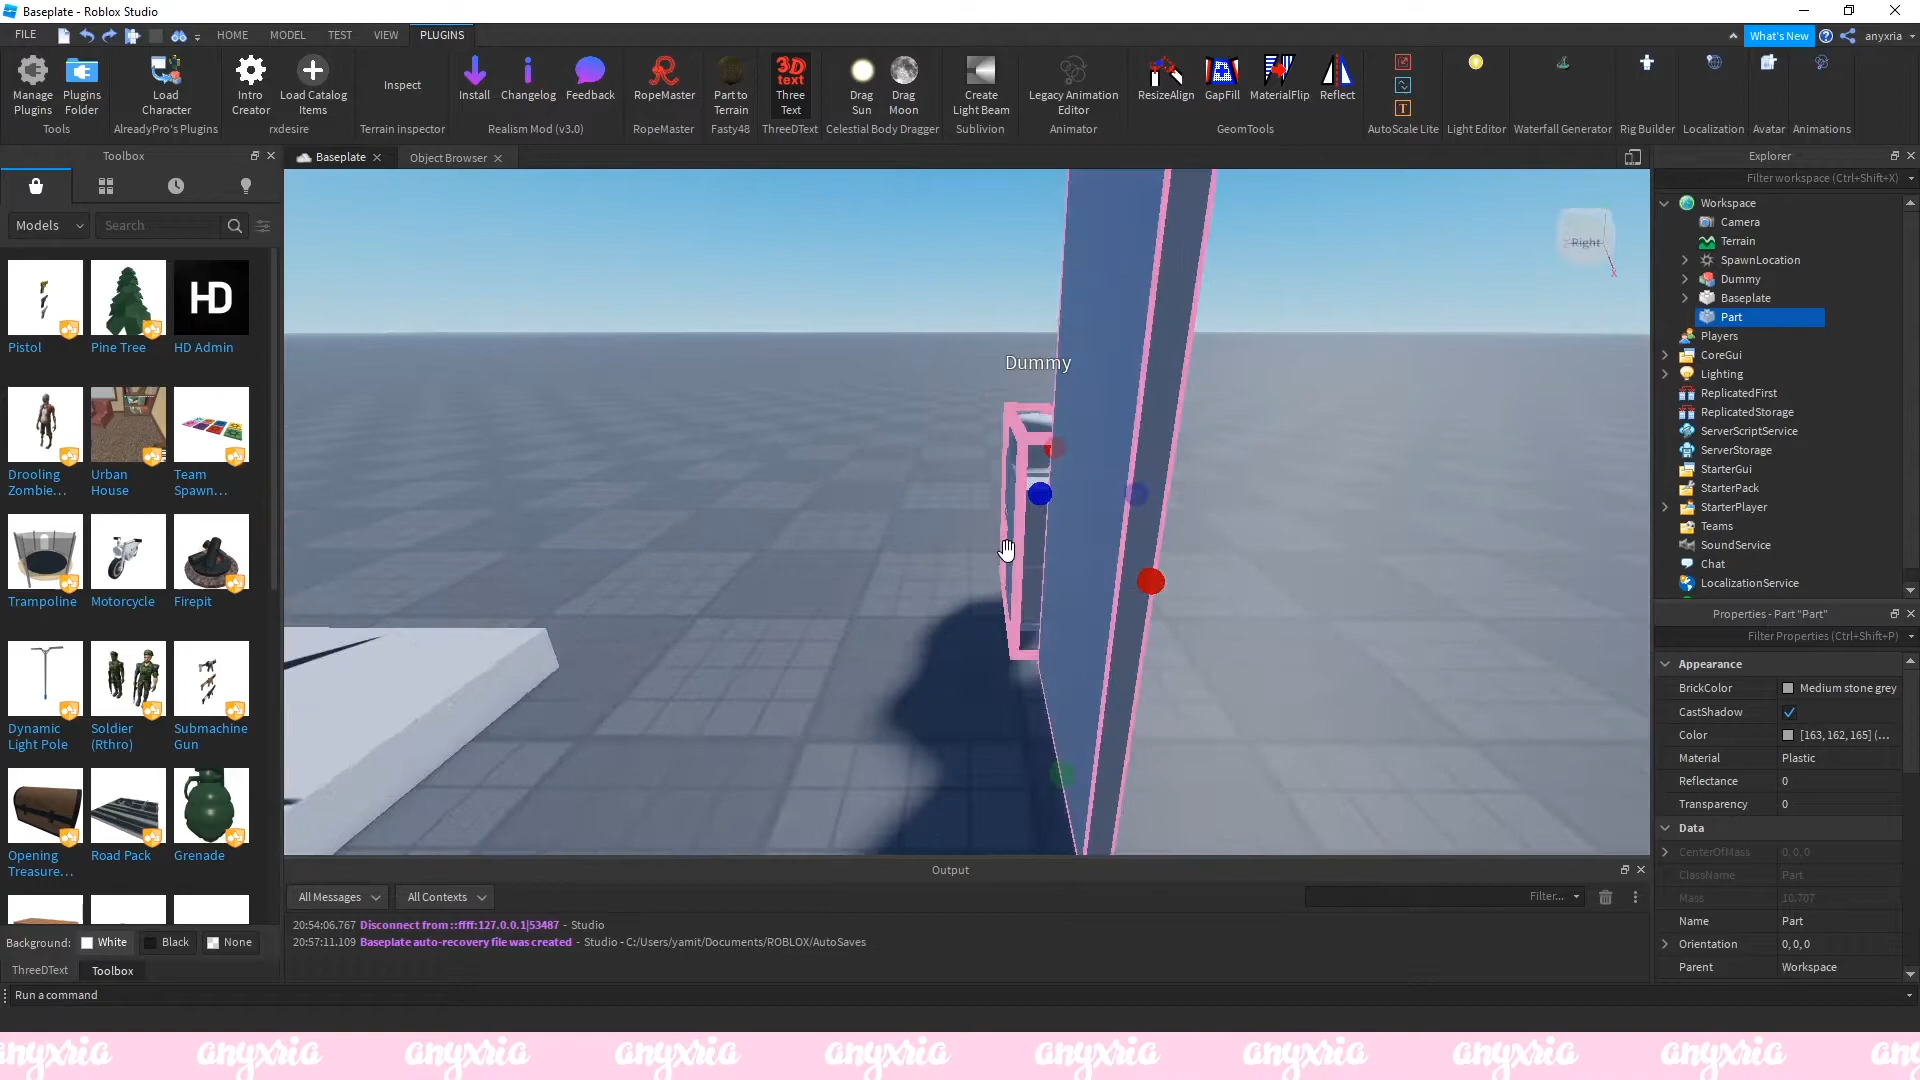 Baseplate - Roblox Studio
FILE HOME MODEL TEST VIEW PLUGINS What's New anyxria
Manage Plugins
Plugins Folder
Tools
Load Character
AlreadyPro's Plugins
Intro Creator
Load Catalog Items
rxdesire
Inspect
Terrain inspector
Install
Changelog
Feedback
Realism Mod (v3.0)
RopeMaster
RopeMaster
Part to Terrain
Fasty48
3D text
Three Text
ThreeDText
Drag Sun
Drag Moon
Celestial Body Dragger
Create Light Beam
Sublivion
Legacy Animation Editor
Animator
ResizeAlign
GapFill
MaterialFlip
Reflect
GeomTools
T
AutoScale Lite
Light Editor
Waterfall Generator
Rig Builder
Localization
Avatar
Animations
Toolbox
Models
Search
Pistol
Pine Tree
HD
HD Admin
Drooling Zombie...
Urban House
Team Spawn...
Trampoline
Motorcycle
Firepit
Dynamic Light Pole
Soldier (Rthro)
Submachine Gun
Opening Treasure...
Road Pack
Grenade
Background: White Black None
ThreeDText Toolbox
Baseplate
Object Browser
Right
X
Dummy
Output
All Messages
All Contexts
Filter...
20:54:06.767 Disconnect from ::ffff:127.0.0.1|53487 - Studio
20:57:11.109 Baseplate auto-recovery file was created - Studio - C:/Users/yamit/Documents/ROBLOX/AutoSaves
Explorer
Filter workspace (Ctrl+Shift+X)
Workspace
Camera
Terrain
SpawnLocation
Dummy
Baseplate
Part
Players
CoreGui
Lighting
ReplicatedFirst
ReplicatedStorage
ServerScriptService
ServerStorage
StarterGui
StarterPack
StarterPlayer
Teams
SoundService
Chat
LocalizationService
Properties - Part "Part"
Filter Properties (Ctrl+Shift+P)
Appearance
BrickColor Medium stone grey
CastShadow
Color [163, 162, 165] (...
Material Plastic
Reflectance 0
Transparency 0
Data
CenterOfMass 0, 0, 0
ClassName Part
Mass 10.707
Name Part
Orientation 0, 0, 0
Parent Workspace
Run a command
anyxria anyxria anyxria anyxria anyxria anyxria anyxria anyxria anyxria an